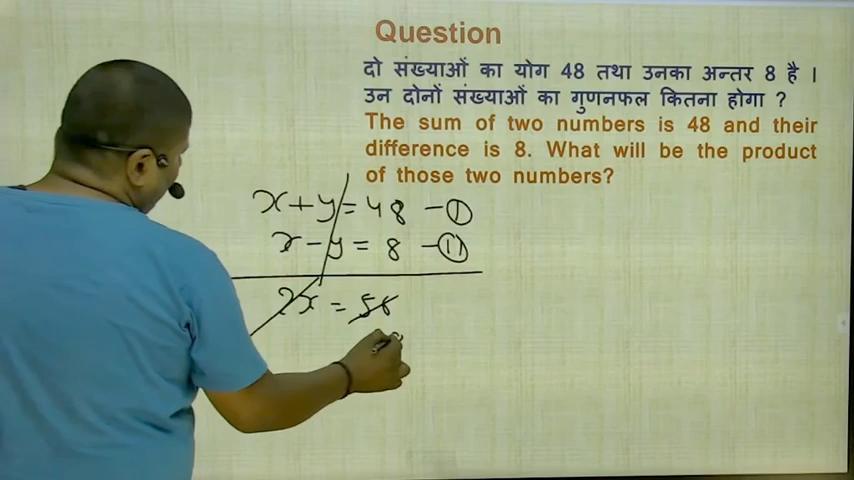 Question
दो संख्याओं का योग 48 तथा उनका अन्तर 8 है ।
उन दोनों संख्याओं का गुणनफल कितना होगा ?
The sum of two numbers is 48 and their
difference is 8. What will be the product
of those two numbers?
x+y=48 -①
x-y=8 -⑪
2x=56